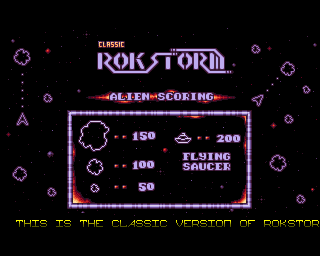 CLASSIC
ROKSTORM
ALIEN SCORING
·· 150
·· 200
·· 100
FLYING
SAUCER
·· 50
THIS IS THE CLASSIC VERSION OF ROKSTOR